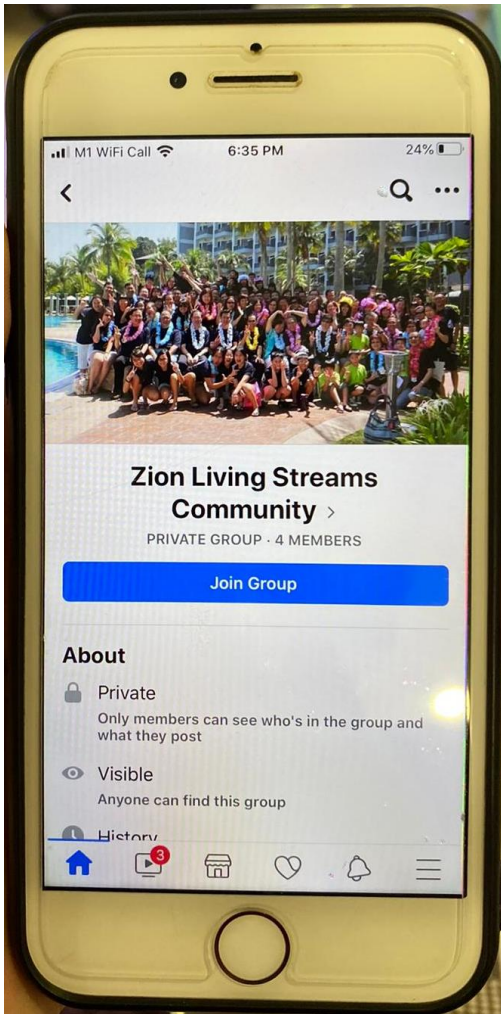 M1 WiFi Call 6:35 PM 24%
Zion Living Streams
Community
PRIVATE GROUP · 4 MEMBERS
Join Group
About
Private
Only members can see who's in the group and
what they post
Visible
Anyone can find this group
History
3